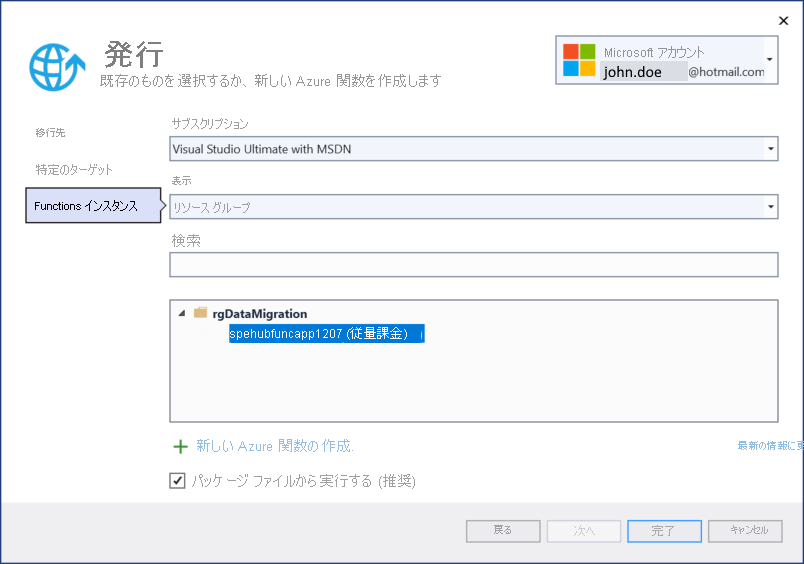 発行
既存のものを選択するか、新しい Azure 関数を作成します
Microsoft アカウント
john.doe @hotmail.com
移行先
特定のターゲット
Functions インスタンス
サブスクリプション
Visual Studio Ultimate with MSDN
表示
リソース グループ
検索
rgDataMigration
spehubfuncapp1207 (従量課金)
新しい Azure 関数の作成.
最新の情報に更
パッケージ ファイルから実行する (推奨)
戻る
次へ
完了
キャンセル